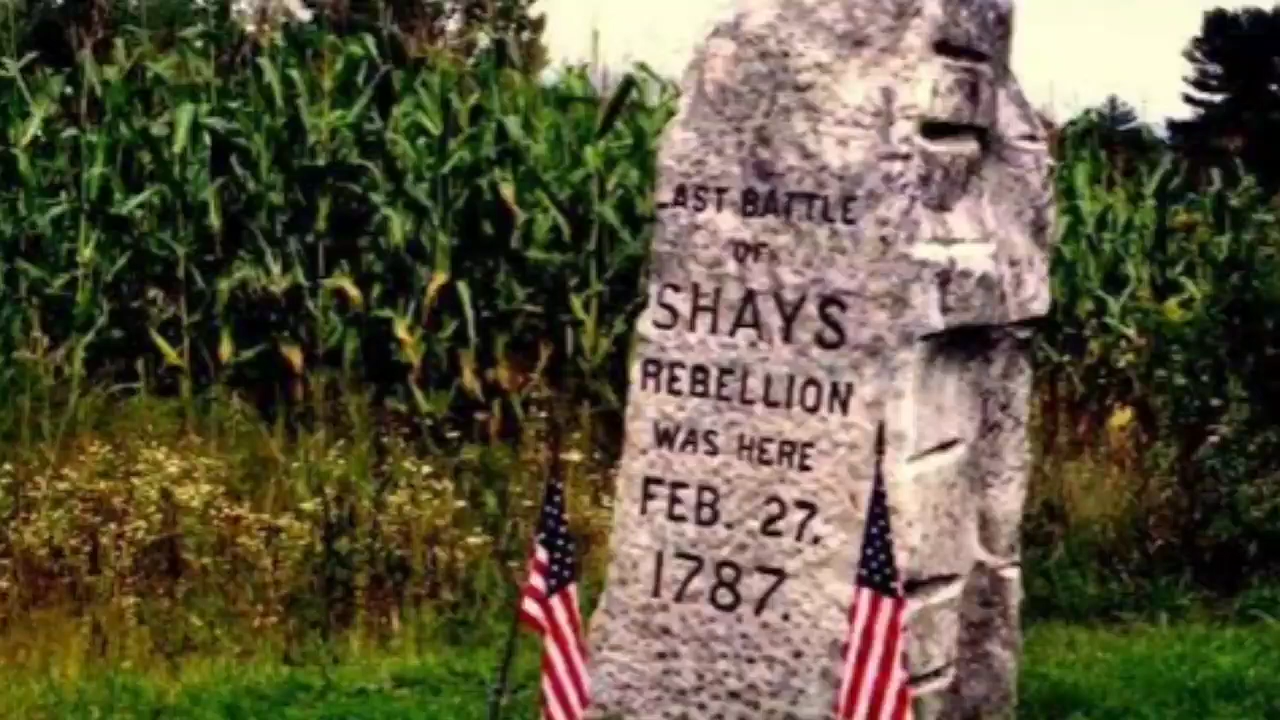 LAST BATTLE
OF
SHAYS
REBELLION
WAS HERE
FEB. 27,
1787.